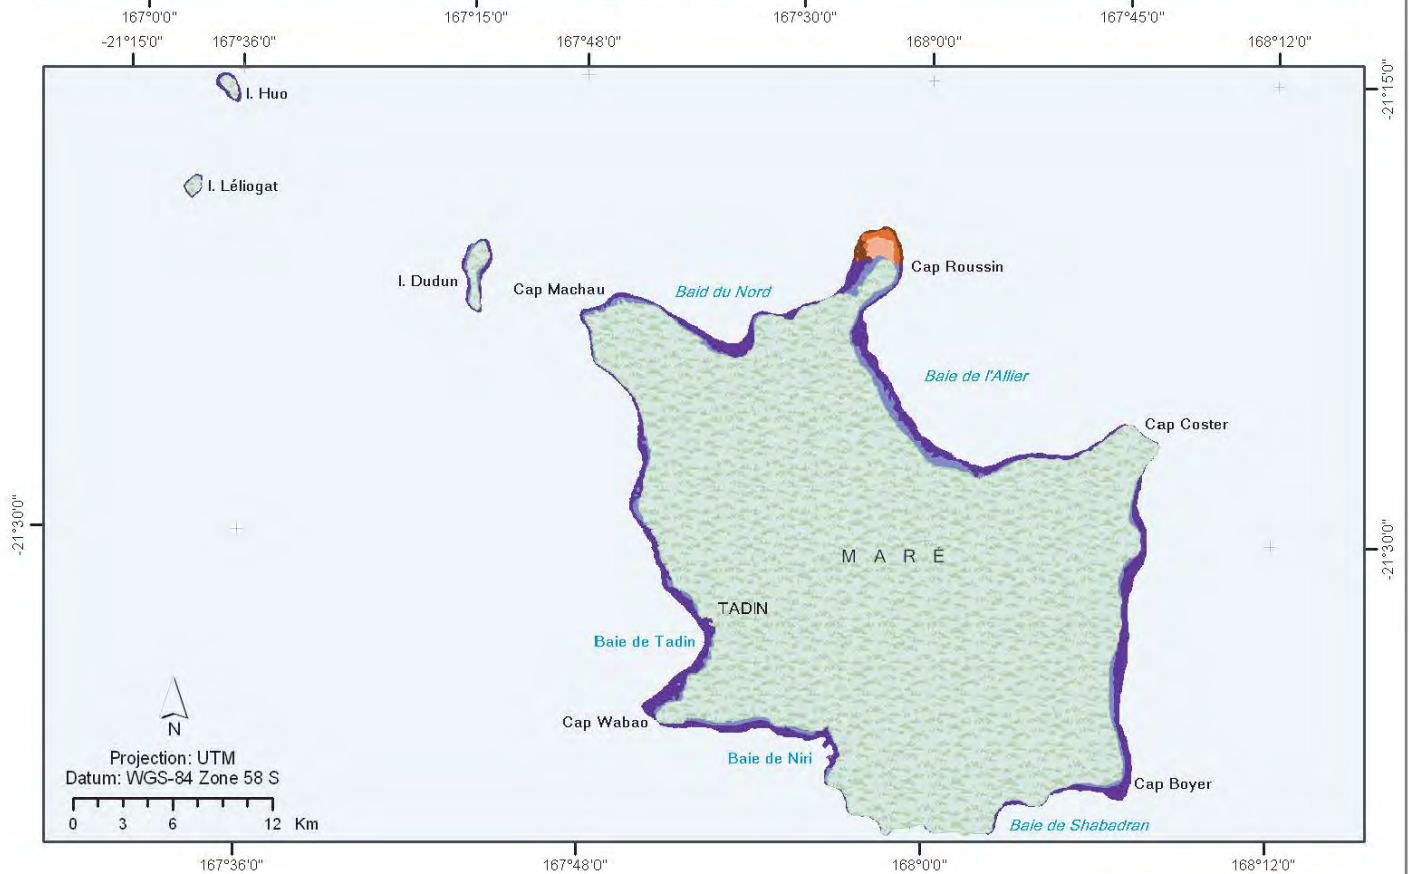 167°0'0" 167°15'0" 167°30'0" 167°45'0"
-21°15'0" 167°36'0" 167°48'0" 168°0'0" 168°12'0"
-21°15'0"
I. Huo
I. Léliogat
Cap Roussin
I. Dudun
Cap Machau
Baid du Nord
Baie de l'Allier
Cap Coster
-21°30'0"
-21°30'0"
M A R É
TADIN
Baie de Tadin
Cap Wabao
N
Baie de Niri
Projection: UTM
Datum: WGS-84 Zone 58 S
Cap Boyer
0 3 6 12 Km
Baie de Shabadran
167°36'0" 167°48'0" 168°0'0" 168°12'0"